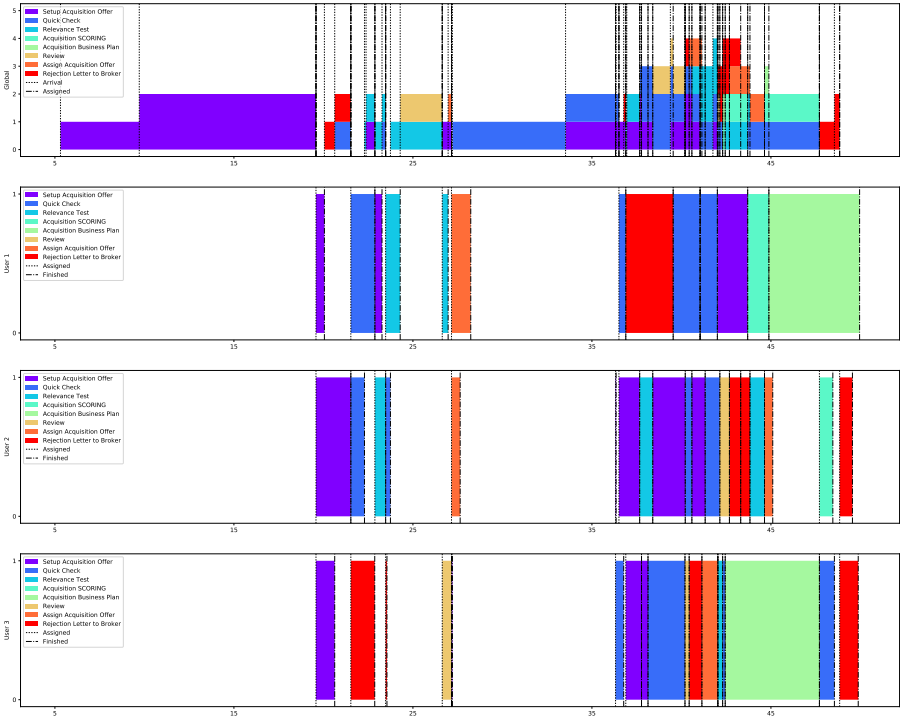 5
4
3
2
1
0
Global
Setup Acquisition Offer
Quick Check
Relevance Test
Acquisition SCORING
Acquisition Business Plan
Review
Assign Acquisition Offer
Rejection Letter to Broker
Arrival
Assigned
5 15 25 35 45
1
0
User 1
Setup Acquisition Offer
Quick Check
Relevance Test
Acquisition SCORING
Acquisition Business Plan
Review
Assign Acquisition Offer
Rejection Letter to Broker
Assigned
Finished
5 15 25 35 45
1
0
User 2
Setup Acquisition Offer
Quick Check
Relevance Test
Acquisition SCORING
Acquisition Business Plan
Review
Assign Acquisition Offer
Rejection Letter to Broker
Assigned
Finished
5 15 25 35 45
1
0
User 3
Setup Acquisition Offer
Quick Check
Relevance Test
Acquisition SCORING
Acquisition Business Plan
Review
Assign Acquisition Offer
Rejection Letter to Broker
Assigned
Finished
5 15 25 35 45